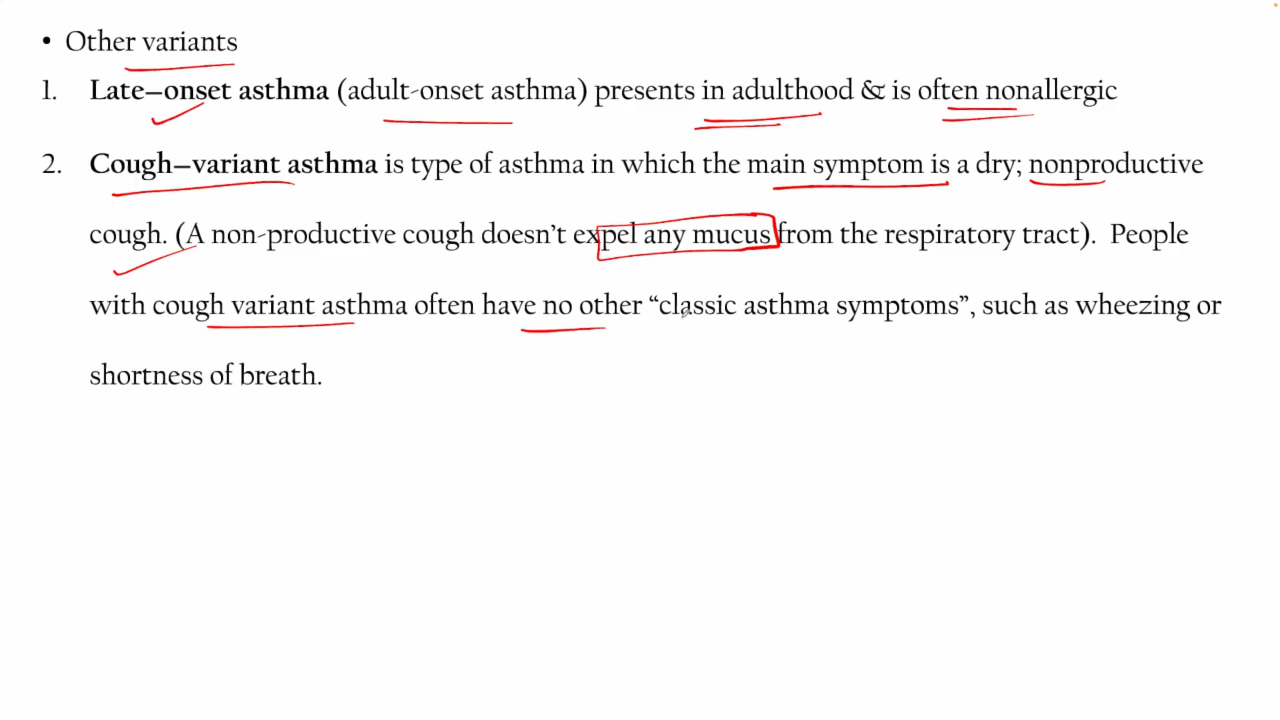 • Other variants
1. Late–onset asthma (adult-onset asthma) presents in adulthood & is often nonallergic
2. Cough–variant asthma is type of asthma in which the main symptom is a dry; nonproductive
cough. (A non-productive cough doesn't expel any mucus from the respiratory tract). People
with cough variant asthma often have no other “classic asthma symptoms”, such as wheezing or
shortness of breath.